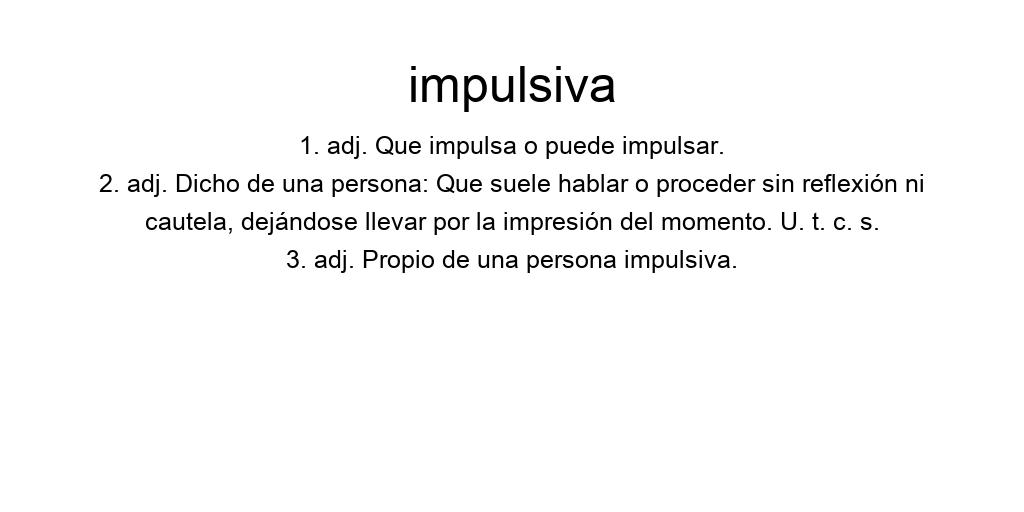 impulsiva
1. adj. Que impulsa o puede impulsar.
2. adj. Dicho de una persona: Que suele hablar o proceder sin reflexión ni
cautela, dejándose llevar por la impresión del momento. U. t. c. s.
3. adj. Propio de una persona impulsiva.